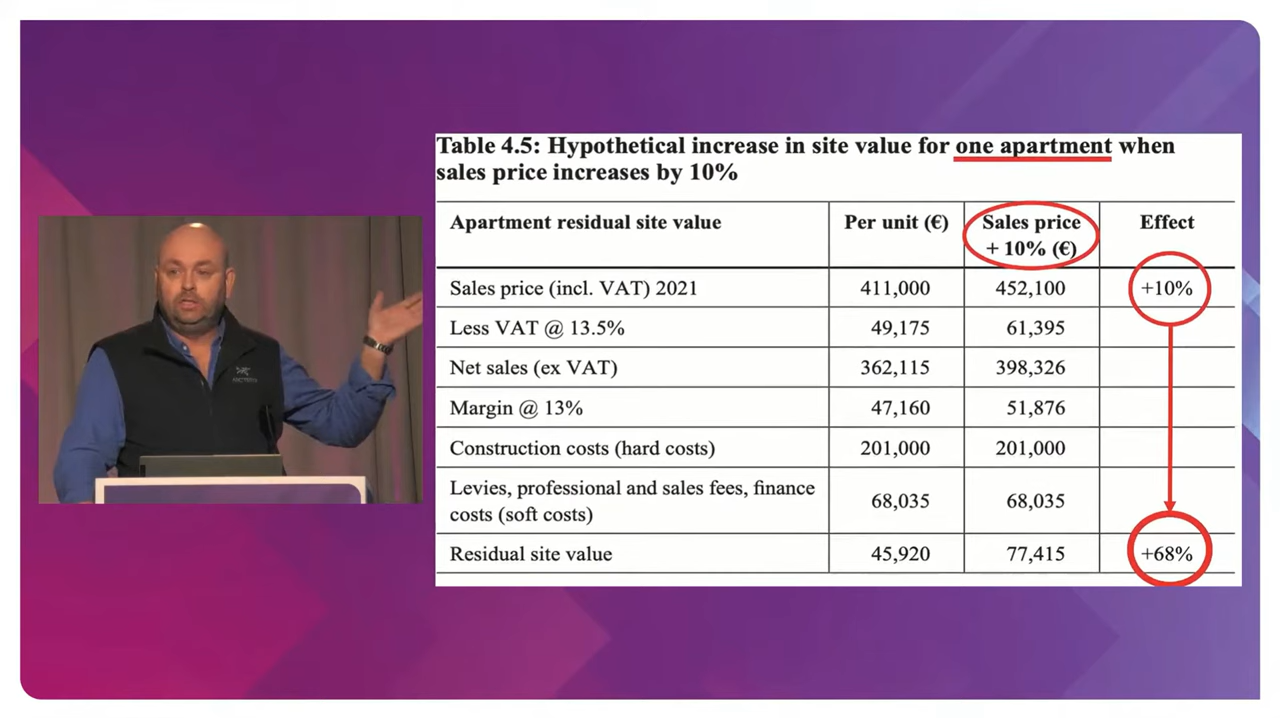 Table 4.5: Hypothetical increase in site value for one apartment when
sales price increases by 10%
Apartment residual site value Per unit (€) Sales price
+ 10% (€) Effect
Sales price (incl. VAT) 2021 411,000 452,100 +10%
Less VAT @ 13.5% 49,175 61,395
Net sales (ex VAT) 362,115 398,326
Margin @ 13% 47,160 51,876
Construction costs (hard costs) 201,000 201,000
Levies, professional and sales fees, finance
costs (soft costs) 68,035 68,035
Residual site value 45,920 77,415 +68%